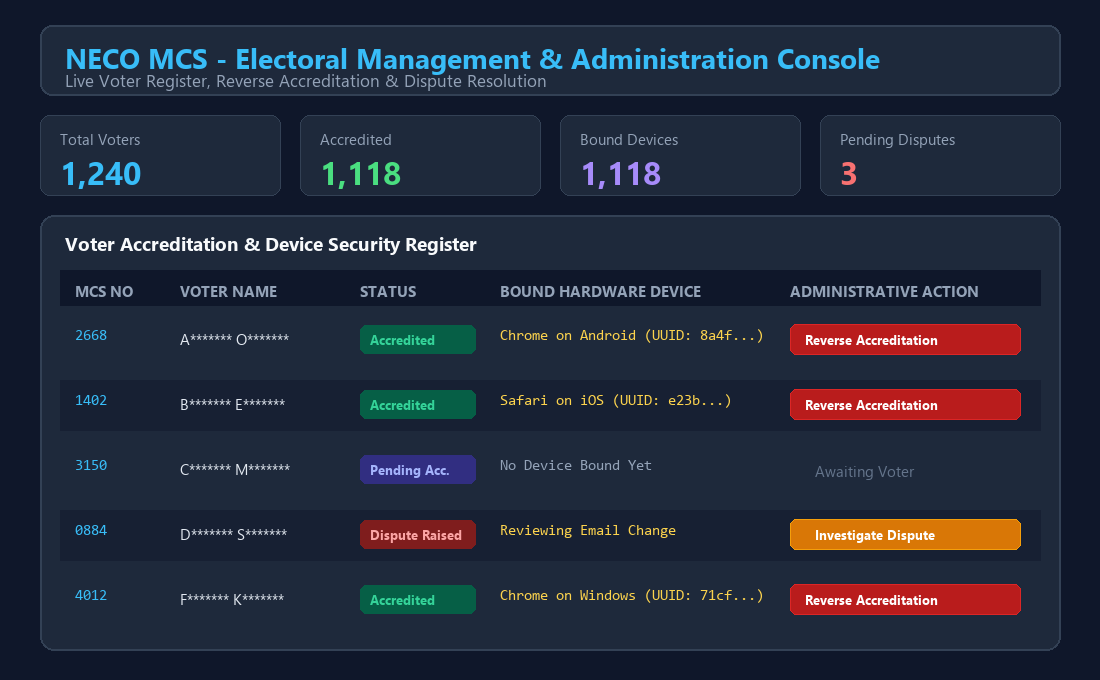 NECO MCS - Electoral Management & Administration Console
Live Voter Register, Reverse Accreditation & Dispute Resolution
Total Voters
1,240
Accredited
1,118
Bound Devices
1,118
Pending Disputes
3
Voter Accreditation & Device Security Register
MCS NO VOTER NAME STATUS BOUND HARDWARE DEVICE ADMINISTRATIVE ACTION
2668 A******* O******* Accredited Chrome on Android (UUID: 8a4f...) Reverse Accreditation
1402 B******* E******* Accredited Safari on iOS (UUID: e23b...) Reverse Accreditation
3150 C******* M******* Pending Acc. No Device Bound Yet Awaiting Voter
0884 D******* S******* Dispute Raised Reviewing Email Change Investigate Dispute
4012 F******* K******* Accredited Chrome on Windows (UUID: 71cf...) Reverse Accreditation